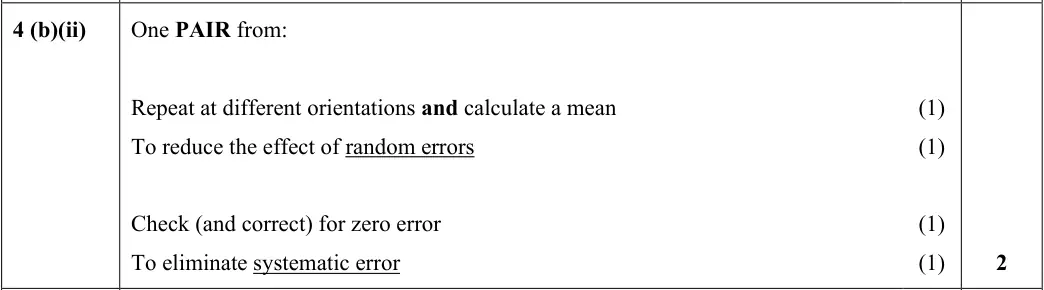 4 (b)(ii) One PAIR from:
Repeat at different orientations and calculate a mean (1)
To reduce the effect of random errors (1)
Check (and correct) for zero error (1)
To eliminate systematic error (1) 2